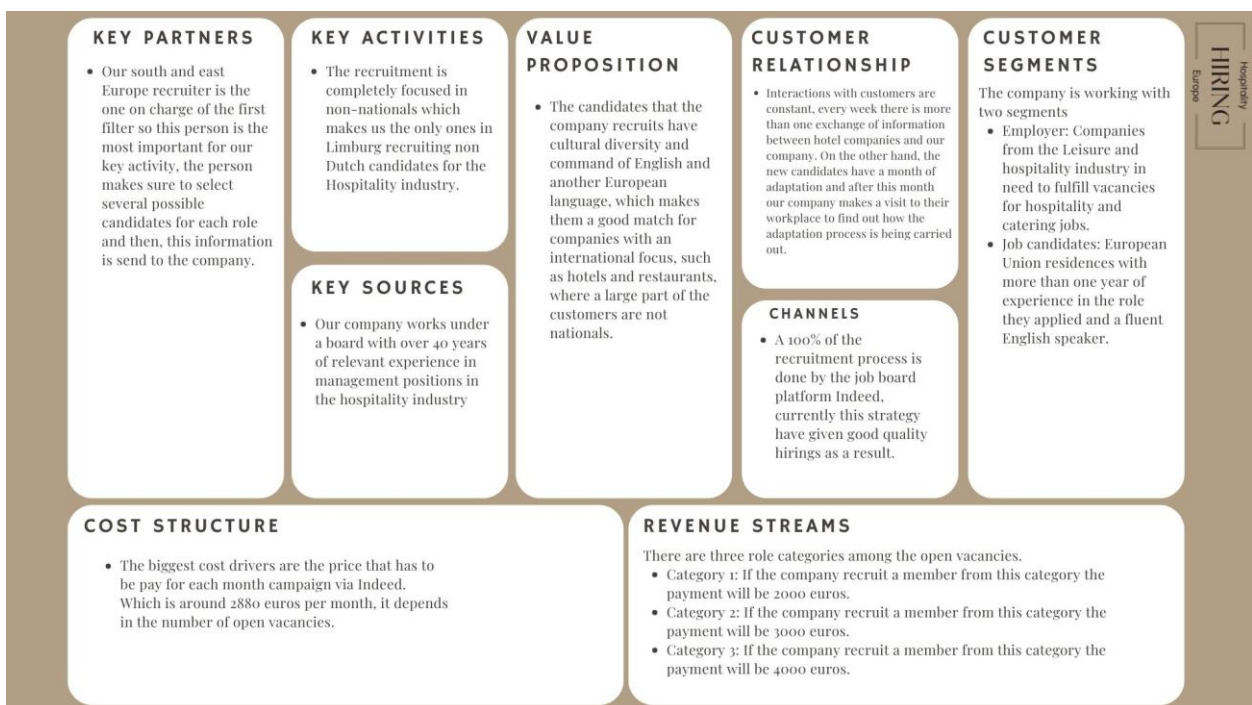 KEY PARTNERS
• Our south and east
Europe recruiter is the
one on charge of the first
filter so this person is the
most important for our
key activity, the person
makes sure to select
several possible
candidates for each role
and then, this information
is send to the company.
KEY ACTIVITIES
• The recruitment is
completely focused in
non-nationals which
makes us the only ones in
Limburg recruiting non
Dutch candidates for the
Hospitality industry.
KEY SOURCES
• Our company works under
a board with over 40 years
of relevant experience in
management positions in
the hospitality industry
VALUE
PROPOSITION
• The candidates that the
company recruits have
cultural diversity and
command of English and
another European
language, which makes
them a good match for
companies with an
international focus, such
as hotels and restaurants,
where a large part of the
customers are not
nationals.
CUSTOMER
RELATIONSHIP
• Interactions with customers are
constant, every week there is more
than one exchange of information
between hotel companies and our
company. On the other hand, the
new candidates have a month of
adaptation and after this month
our company makes a visit to their
workplace to find out how the
adaptation process is being carried
out.
CHANNELS
• A 100% of the
recruitment process is
done by the job board
platform Indeed,
currently this strategy
have given good quality
hirings as a result.
CUSTOMER
SEGMENTS
The company is working with
two segments
• Employer: Companies
from the Leisure and
hospitality industry in
need to fulfill vacancies
for hospitality and
catering jobs.
• Job candidates: European
Union residences with
more than one year of
experience in the role
they applied and a fluent
English speaker.
Hospitality
HIRING
Europe
COST STRUCTURE
• The biggest cost drivers are the price that has to
be pay for each month campaign via Indeed.
Which is around 2880 euros per month, it depends
in the number of open vacancies.
REVENUE STREAMS
There are three role categories among the open vacancies.
• Category 1: If the company recruit a member from this category the
payment will be 2000 euros.
• Category 2: If the company recruit a member from this category the
payment will be 3000 euros.
• Category 3: If the company recruit a member from this category the
payment will be 4000 euros.